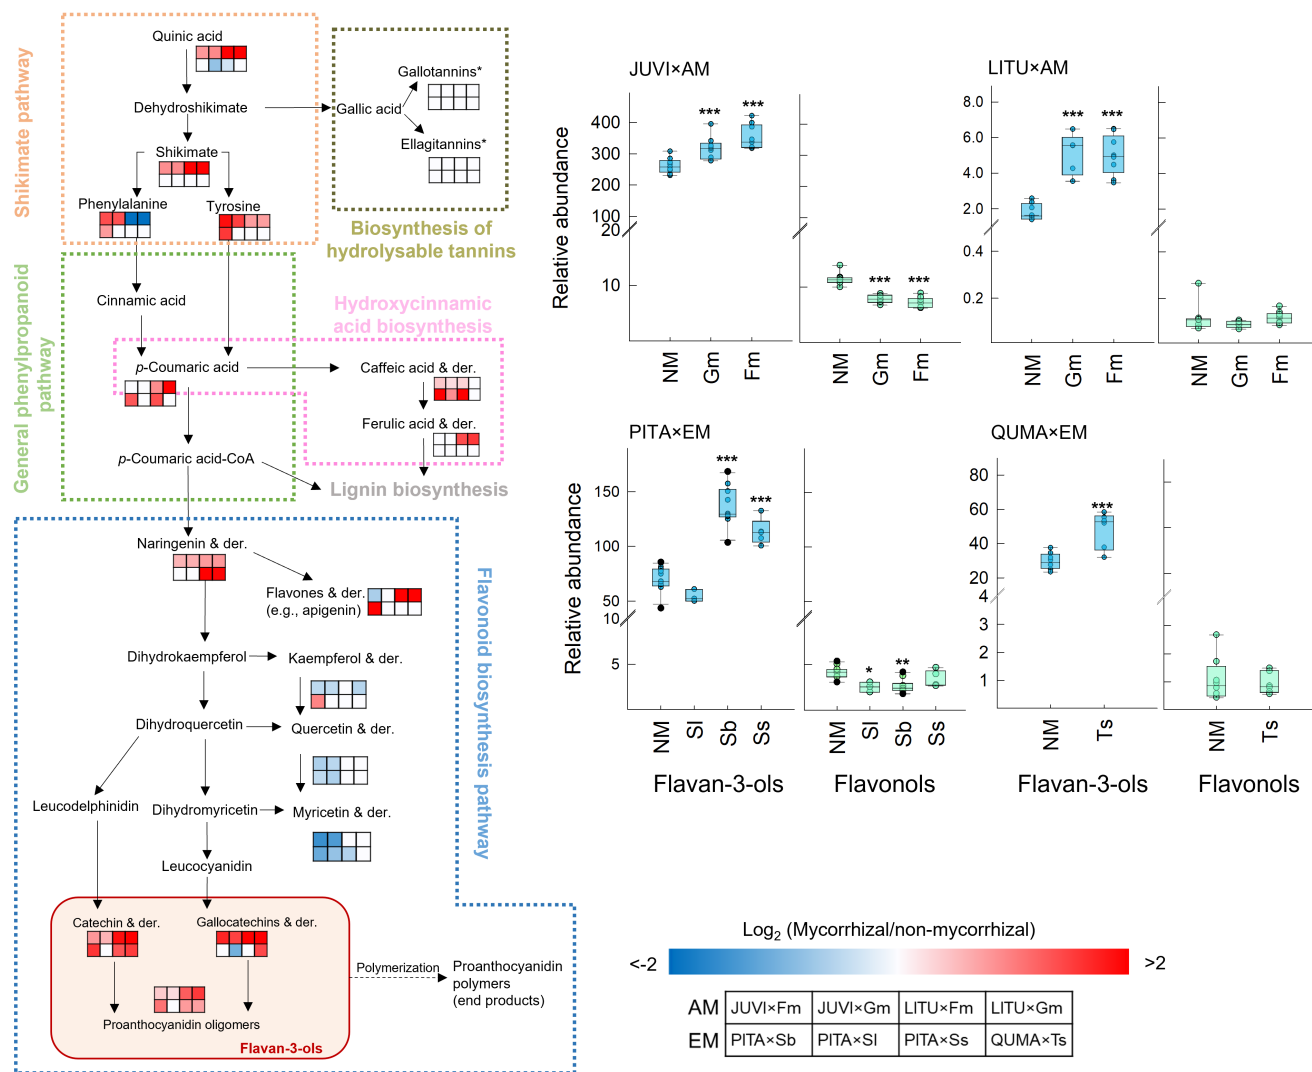 Shikimate pathway
Quinic acid
Dehydroshikimate
Shikimate
Phenylalanine
Tyrosine
Gallic acid
Gallotannins*
Ellagitannins*
Biosynthesis of
hydrolysable tannins
General phenylpropanoid
pathway
Cinnamic acid
p-Coumaric acid
p-Coumaric acid-CoA
Hydroxycinnamic
acid biosynthesis
Caffeic acid & der.
Ferulic acid & der.
Lignin biosynthesis
Flavonoid biosynthesis pathway
Naringenin & der.
Flavones & der.
(e.g., apigenin)
Dihydrokaempferol
Kaempferol & der.
Dihydroquercetin
Quercetin & der.
Leucodelphinidin
Dihydromyricetin
Myricetin & der.
Leucocyanidin
Catechin & der.
Gallocatechins & der.
Proanthocyanidin oligomers
Flavan-3-ols
Polymerization
Proanthocyanidin
polymers
(end products)
JUVI×AM
Relative abundance
400
300
200
100
20
10
***
***
***
***
NM
Gm
Fm
NM
Gm
Fm
LITU×AM
8.0
6.0
4.0
2.0
0.4
0.2
***
***
NM
Gm
Fm
NM
Gm
Fm
PITA×EM
Relative abundance
150
100
50
10
5
***
***
*
**
NM
Sl
Sb
Ss
NM
Sl
Sb
Ss
Flavan-3-ols
Flavonols
QUMA×EM
80
60
40
20
4
3
2
1
***
NM
Ts
NM
Ts
Flavan-3-ols
Flavonols
Log2 (Mycorrhizal/non-mycorrhizal)
<-2
>2
AM JUVI×Fm JUVI×Gm LITU×Fm LITU×Gm
EM PITA×Sb PITA×Sl PITA×Ss QUMA×Ts